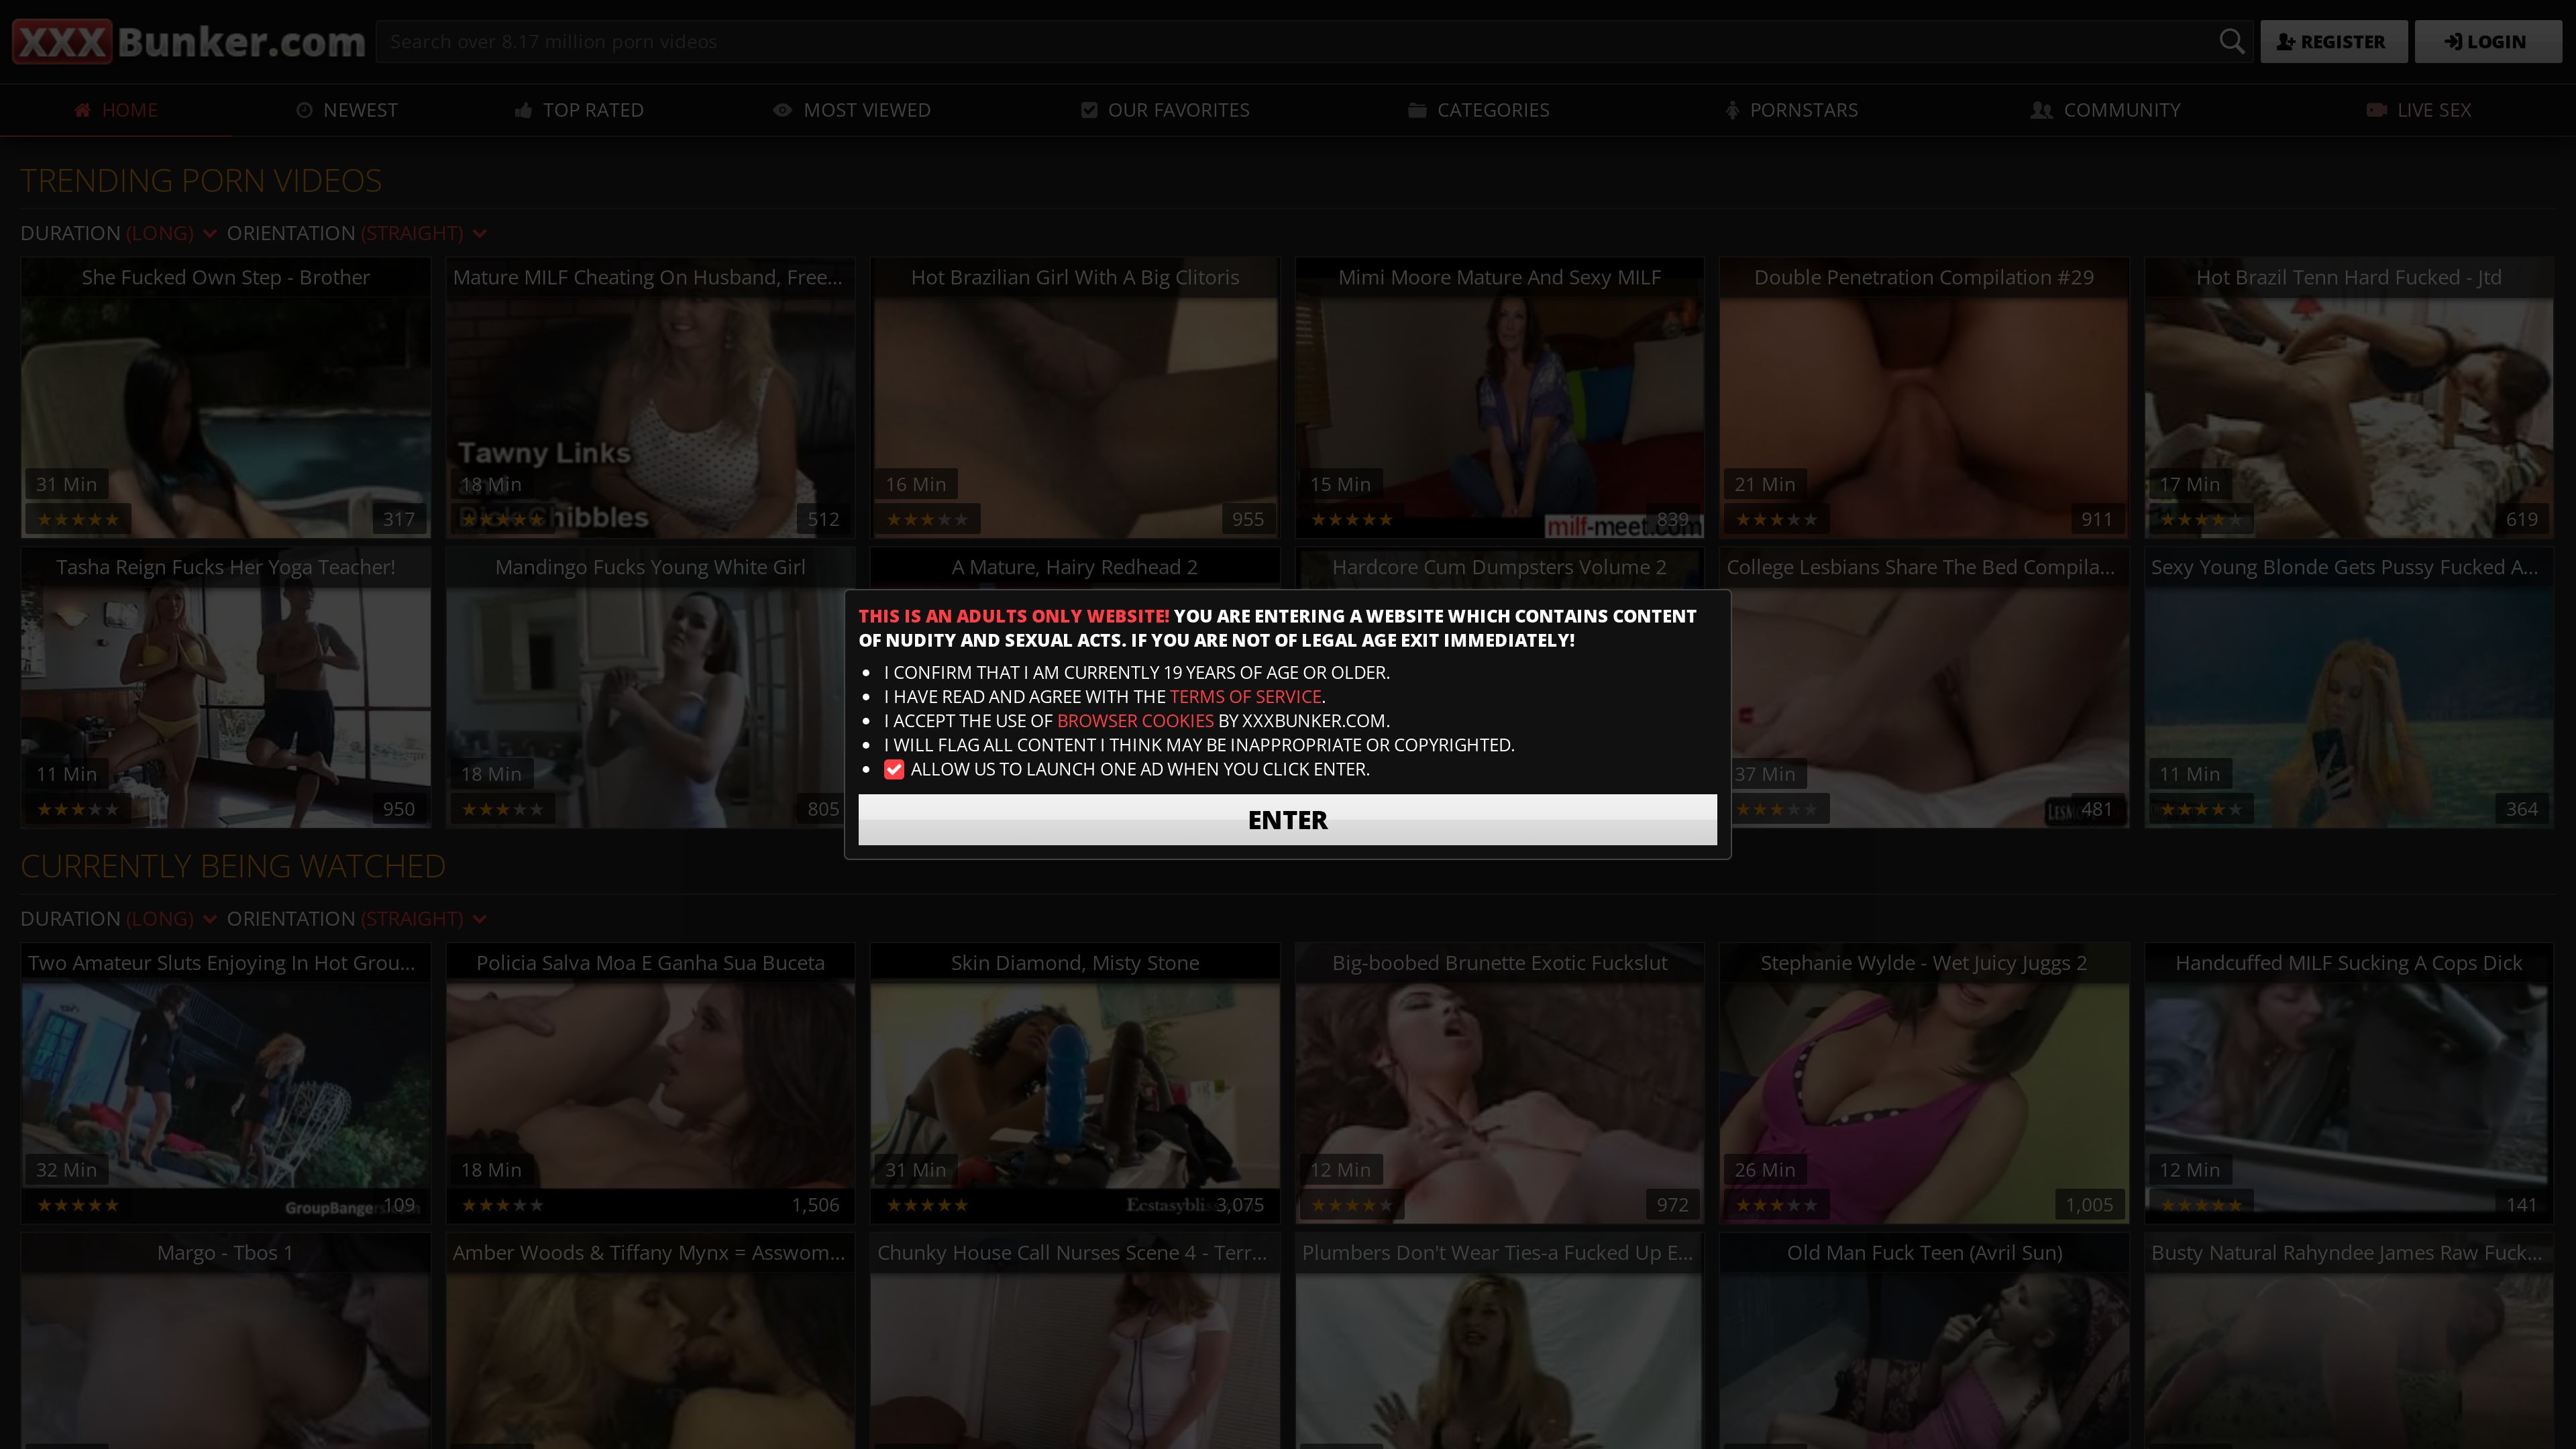 XXXBunker.com
Search over 8.17 million porn videos
REGISTER
LOGIN
HOME
NEWEST
TOP RATED
MOST VIEWED
OUR FAVORITES
CATEGORIES
PORNSTARS
COMMUNITY
LIVE SEX
TRENDING PORN VIDEOS
DURATION (LONG) ORIENTATION (STRAIGHT)
She Fucked Own Step - Brother
31 Min
317
Mature MILF Cheating On Husband, Free...
Tawny Links
18 Min
512
Hot Brazilian Girl With A Big Clitoris
16 Min
955
Mimi Moore Mature And Sexy MILF
15 Min
839
milf-meet.com
Double Penetration Compilation #29
21 Min
911
Hot Brazil Tenn Hard Fucked - Jtd
17 Min
619
Tasha Reign Fucks Her Yoga Teacher!
11 Min
950
Mandingo Fucks Young White Girl
18 Min
805
A Mature, Hairy Redhead 2
Hardcore Cum Dumpsters Volume 2
College Lesbians Share The Bed Compila...
37 Min
481
Sexy Young Blonde Gets Pussy Fucked A...
11 Min
364
THIS IS AN ADULTS ONLY WEBSITE! YOU ARE ENTERING A WEBSITE WHICH CONTAINS CONTENT
OF NUDITY AND SEXUAL ACTS. IF YOU ARE NOT OF LEGAL AGE EXIT IMMEDIATELY!
I CONFIRM THAT I AM CURRENTLY 19 YEARS OF AGE OR OLDER.
I HAVE READ AND AGREE WITH THE TERMS OF SERVICE.
I ACCEPT THE USE OF BROWSER COOKIES BY XXXBUNKER.COM.
I WILL FLAG ALL CONTENT I THINK MAY BE INAPPROPRIATE OR COPYRIGHTED.
ALLOW US TO LAUNCH ONE AD WHEN YOU CLICK ENTER.
ENTER
CURRENTLY BEING WATCHED
DURATION (LONG) ORIENTATION (STRAIGHT)
Two Amateur Sluts Enjoying In Hot Grou...
32 Min
109
Policia Salva Moa E Ganha Sua Buceta
18 Min
1,506
Skin Diamond, Misty Stone
31 Min
3,075
Big-boobed Brunette Exotic Fuckslut
12 Min
972
Stephanie Wylde - Wet Juicy Juggs 2
26 Min
1,005
Handcuffed MILF Sucking A Cops Dick
12 Min
141
Margo - Tbos 1
Amber Woods & Tiffany Mynx = Asswom...
Chunky House Call Nurses Scene 4 - Terr...
Plumbers Don't Wear Ties-a Fucked Up E...
Old Man Fuck Teen (Avril Sun)
Busty Natural Rahyndee James Raw Fuck...